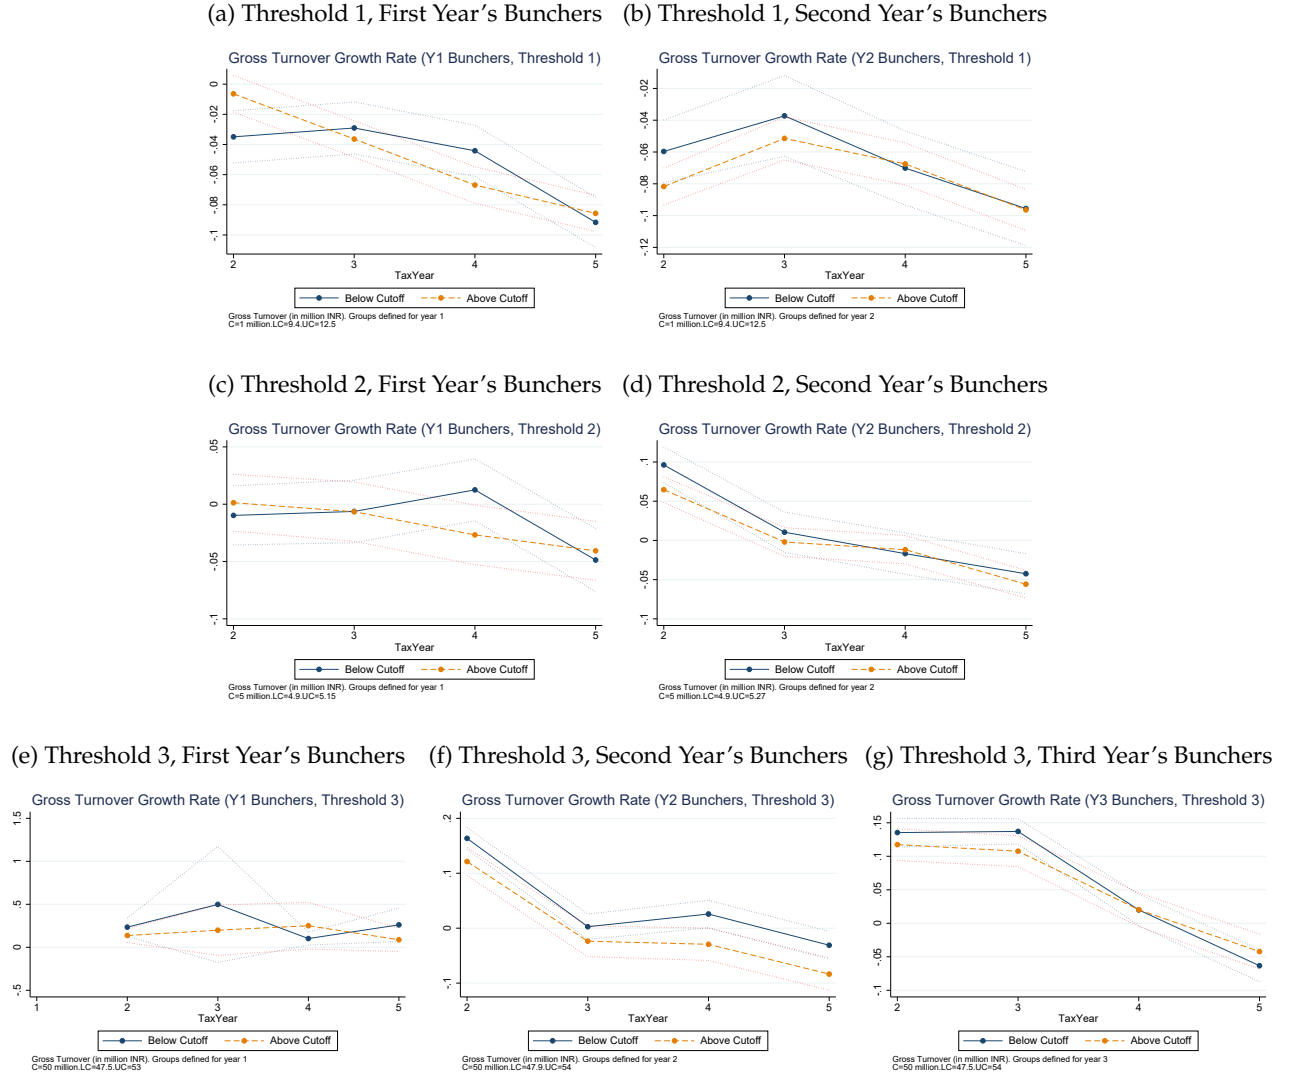 (a) Threshold 1, First Year's Bunchers (b) Threshold 1, Second Year's Bunchers
Gross Turnover Growth Rate (Y1 Bunchers, Threshold 1)
0
-.02
-.04
-.06
-.08
-.1
2 3 4 5
TaxYear
Below Cutoff Above Cutoff
Gross Turnover (in million INR). Groups defined for year 1
C=1 million.LC=9.4.UC=12.5
Gross Turnover Growth Rate (Y2 Bunchers, Threshold 1)
-.02
-.04
-.06
-.08
-.1
-.12
2 3 4 5
TaxYear
Below Cutoff Above Cutoff
Gross Turnover (in million INR). Groups defined for year 2
C=1 million.LC=9.4.UC=12.5
(c) Threshold 2, First Year's Bunchers (d) Threshold 2, Second Year's Bunchers
Gross Turnover Growth Rate (Y1 Bunchers, Threshold 2)
.05
0
-.05
-.1
2 3 4 5
TaxYear
Below Cutoff Above Cutoff
Gross Turnover (in million INR). Groups defined for year 1
C=5 million.LC=4.9.UC=5.15
Gross Turnover Growth Rate (Y2 Bunchers, Threshold 2)
.1
.05
0
-.05
-.1
2 3 4 5
TaxYear
Below Cutoff Above Cutoff
Gross Turnover (in million INR). Groups defined for year 2
C=5 million.LC=4.9.UC=5.27
(e) Threshold 3, First Year's Bunchers (f) Threshold 3, Second Year's Bunchers (g) Threshold 3, Third Year's Bunchers
Gross Turnover Growth Rate (Y1 Bunchers, Threshold 3)
1.5
1
.5
0
-.5
1 2 3 4 5
TaxYear
Below Cutoff Above Cutoff
Gross Turnover (in million INR). Groups defined for year 1
C=50 million.LC=47.5.UC=53
Gross Turnover Growth Rate (Y2 Bunchers, Threshold 3)
.2
.1
0
-.1
2 3 4 5
TaxYear
Below Cutoff Above Cutoff
Gross Turnover (in million INR). Groups defined for year 2
C=50 million.LC=47.9.UC=54
Gross Turnover Growth Rate (Y3 Bunchers, Threshold 3)
.15
.1
.05
0
-.05
-.1
2 3 4 5
TaxYear
Below Cutoff Above Cutoff
Gross Turnover (in million INR). Groups defined for year 3
C=50 million.LC=47.5.UC=54